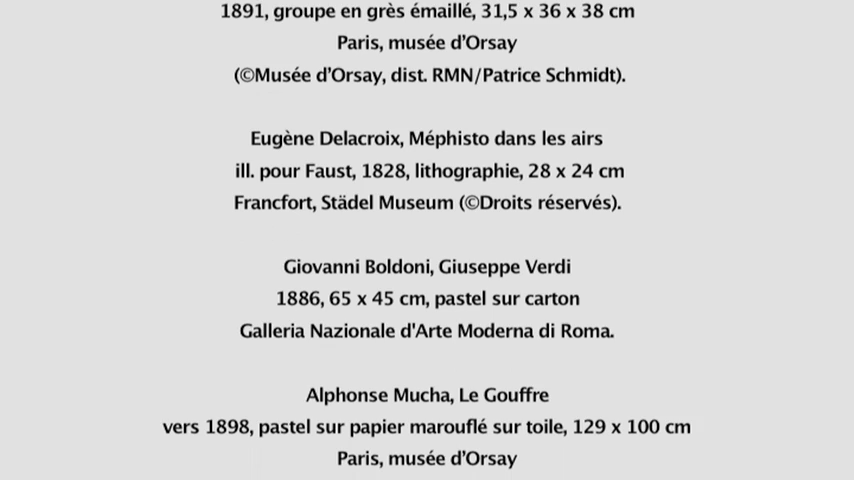 1891, groupe en grès émaillé, 31,5 x 36 x 38 cm
Paris, musée d’Orsay
(©Musée d’Orsay, dist. RMN/Patrice Schmidt).
Eugène Delacroix, Méphisto dans les airs
ill. pour Faust, 1828, lithographie, 28 x 24 cm
Francfort, Städel Museum (©Droits réservés).
Giovanni Boldoni, Giuseppe Verdi
1886, 65 x 45 cm, pastel sur carton
Galleria Nazionale d'Arte Moderna di Roma.
Alphonse Mucha, Le Gouffre
vers 1898, pastel sur papier marouflé sur toile, 129 x 100 cm
Paris, musée d’Orsay